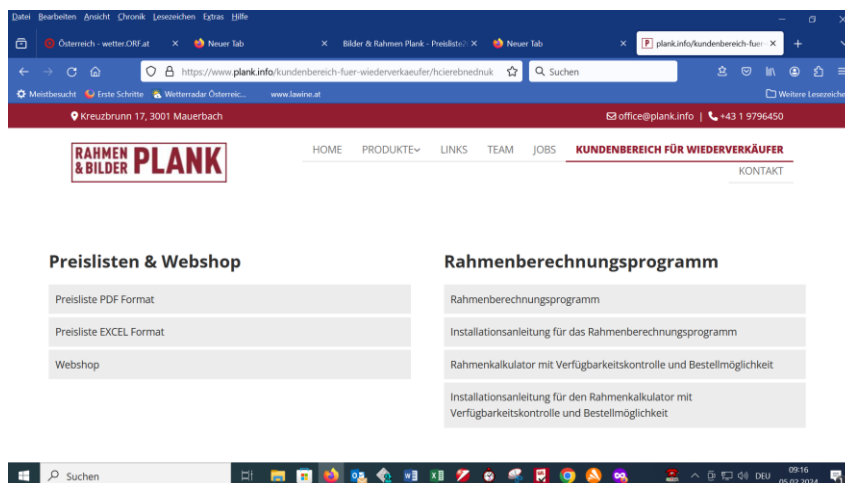 Datei Bearbeiten Ansicht Chronik Lesezeichen Extras Hilfe
Österreich - wetter.ORF.at Neuer Tab Bilder & Rahmen Plank - Preisliste2 Neuer Tab plank.info/kundenbereich-fuer-
https://www.plank.info/kundenbereich-fuer-wiederverkaeufer/hcierebnednuk Suchen
Meistbesucht Erste Schritte Wetterradar Österreic... www.lawine.at Weitere Lesezeichen
Kreuzbrunn 17, 3001 Mauerbach office@plank.info | +43 1 9796450
RAHMEN & BILDER PLANK
HOME PRODUKTE LINKS TEAM JOBS KUNDENBEREICH FÜR WIEDERVERKÄUFER
KONTAKT
Preislisten & Webshop
Preisliste PDF Format
Preisliste EXCEL Format
Webshop
Rahmenberechnungsprogramm
Rahmenberechnungsprogramm
Installationsanleitung für das Rahmenberechnungsprogramm
Rahmenkalkulator mit Verfügbarkeitskontrolle und Bestellmöglichkeit
Installationsanleitung für den Rahmenkalkulator mit
Verfügbarkeitskontrolle und Bestellmöglichkeit
Suchen DEU 09:16
05.02.2024